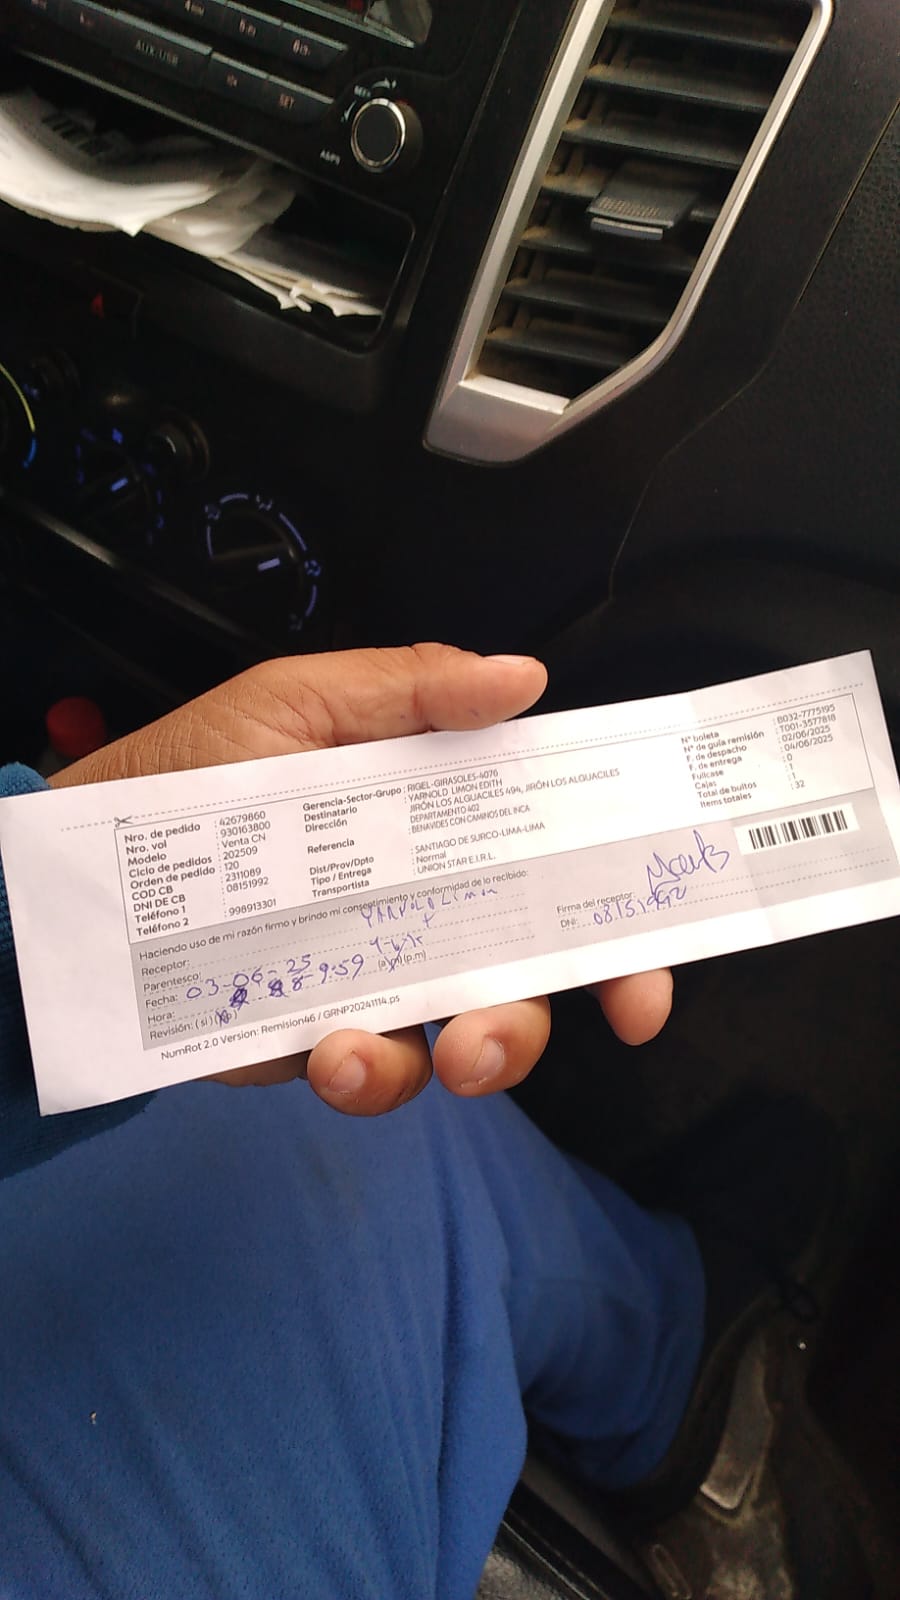 AUX/USB
SET
A&PS
Nro. de pedido : 42679860
Nro. vol : 930163800
Modelo : Venta CN
Ciclo de pedidos : 202509
Orden de pedido : 120
COD CB : 2311089
DNI DE CB : 08151992
Teléfono 1
Teléfono 2 : 998913301
Gerencia-Sector-Grupo : RIGEL-GIRASOLES-4076
Destinatario : YARNOLD LIMON EDITH
Dirección JIRÓN LOS ALGUACILES 494, JIRÓN LOS ALGUACILES
DEPARTAMENTO 402
Referencia : BENAVIDES CON CAMINOS DEL INCA
Dist/Prov/Dpto : SANTIAGO DE SURCO-LIMA-LIMA
Tipo / Entrega : Normal
Transportista : UNION STAR E.I.R.L.
N° boleta : B032-7775195
N° de guía remisión : T001-3577818
F. de despacho : 02/06/2025
F. de entrega : 04/06/2025
Fullcase : 0
Cajas : 1
Total de bultos : 1
Items totales : 32
Haciendo uso de mi razón firmo y brindo mi consentimiento y conformidad de lo recibido:
Receptor: YARNOLD Limon
Parentesco:
Fecha: 03-06-25
Hora: 9:59 (a.m) (p.m)
Revisión: (si) (no)
Firma del receptor:
DNI: 08151992
NumRot 2.0 Version: Remision46 / GRNP20241114.ps